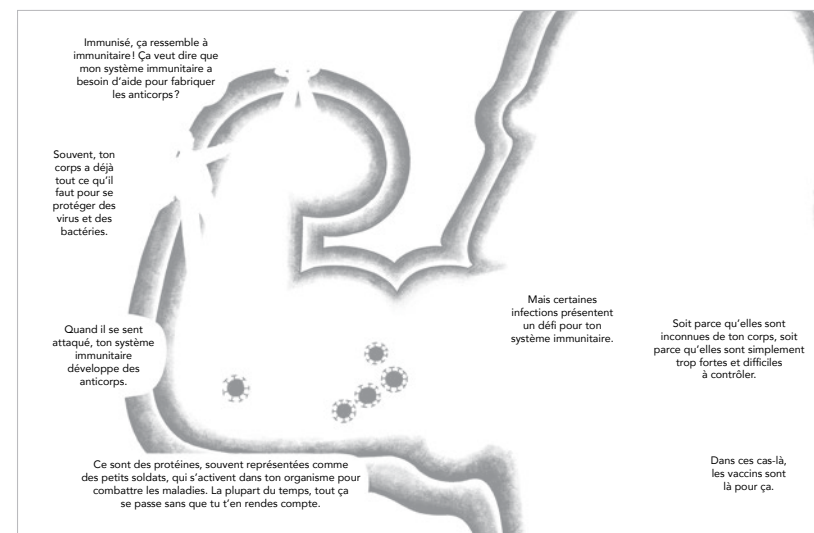 Immunisé, ça ressemble à
immunitaire! Ça veut dire que
mon système immunitaire a
besoin d'aide pour fabriquer
les anticorps?
Souvent, ton
corps a déjà
tout ce qu'il
faut pour se
protéger des
virus et des
bactéries.
Quand il se sent
attaqué, ton système
immunitaire
développe des
anticorps.
Ce sont des protéines, souvent représentées comme
des petits soldats, qui s'activent dans ton organisme pour
combattre les maladies. La plupart du temps, tout ça
se passe sans que tu t'en rendes compte.
Mais certaines
infections présentent
un défi pour ton
système immunitaire.
Soit parce qu'elles sont
inconnues de ton corps, soit
parce qu'elles sont simplement
trop fortes et difficiles
à contrôler.
Dans ces cas-là,
les vaccins sont
là pour ça.